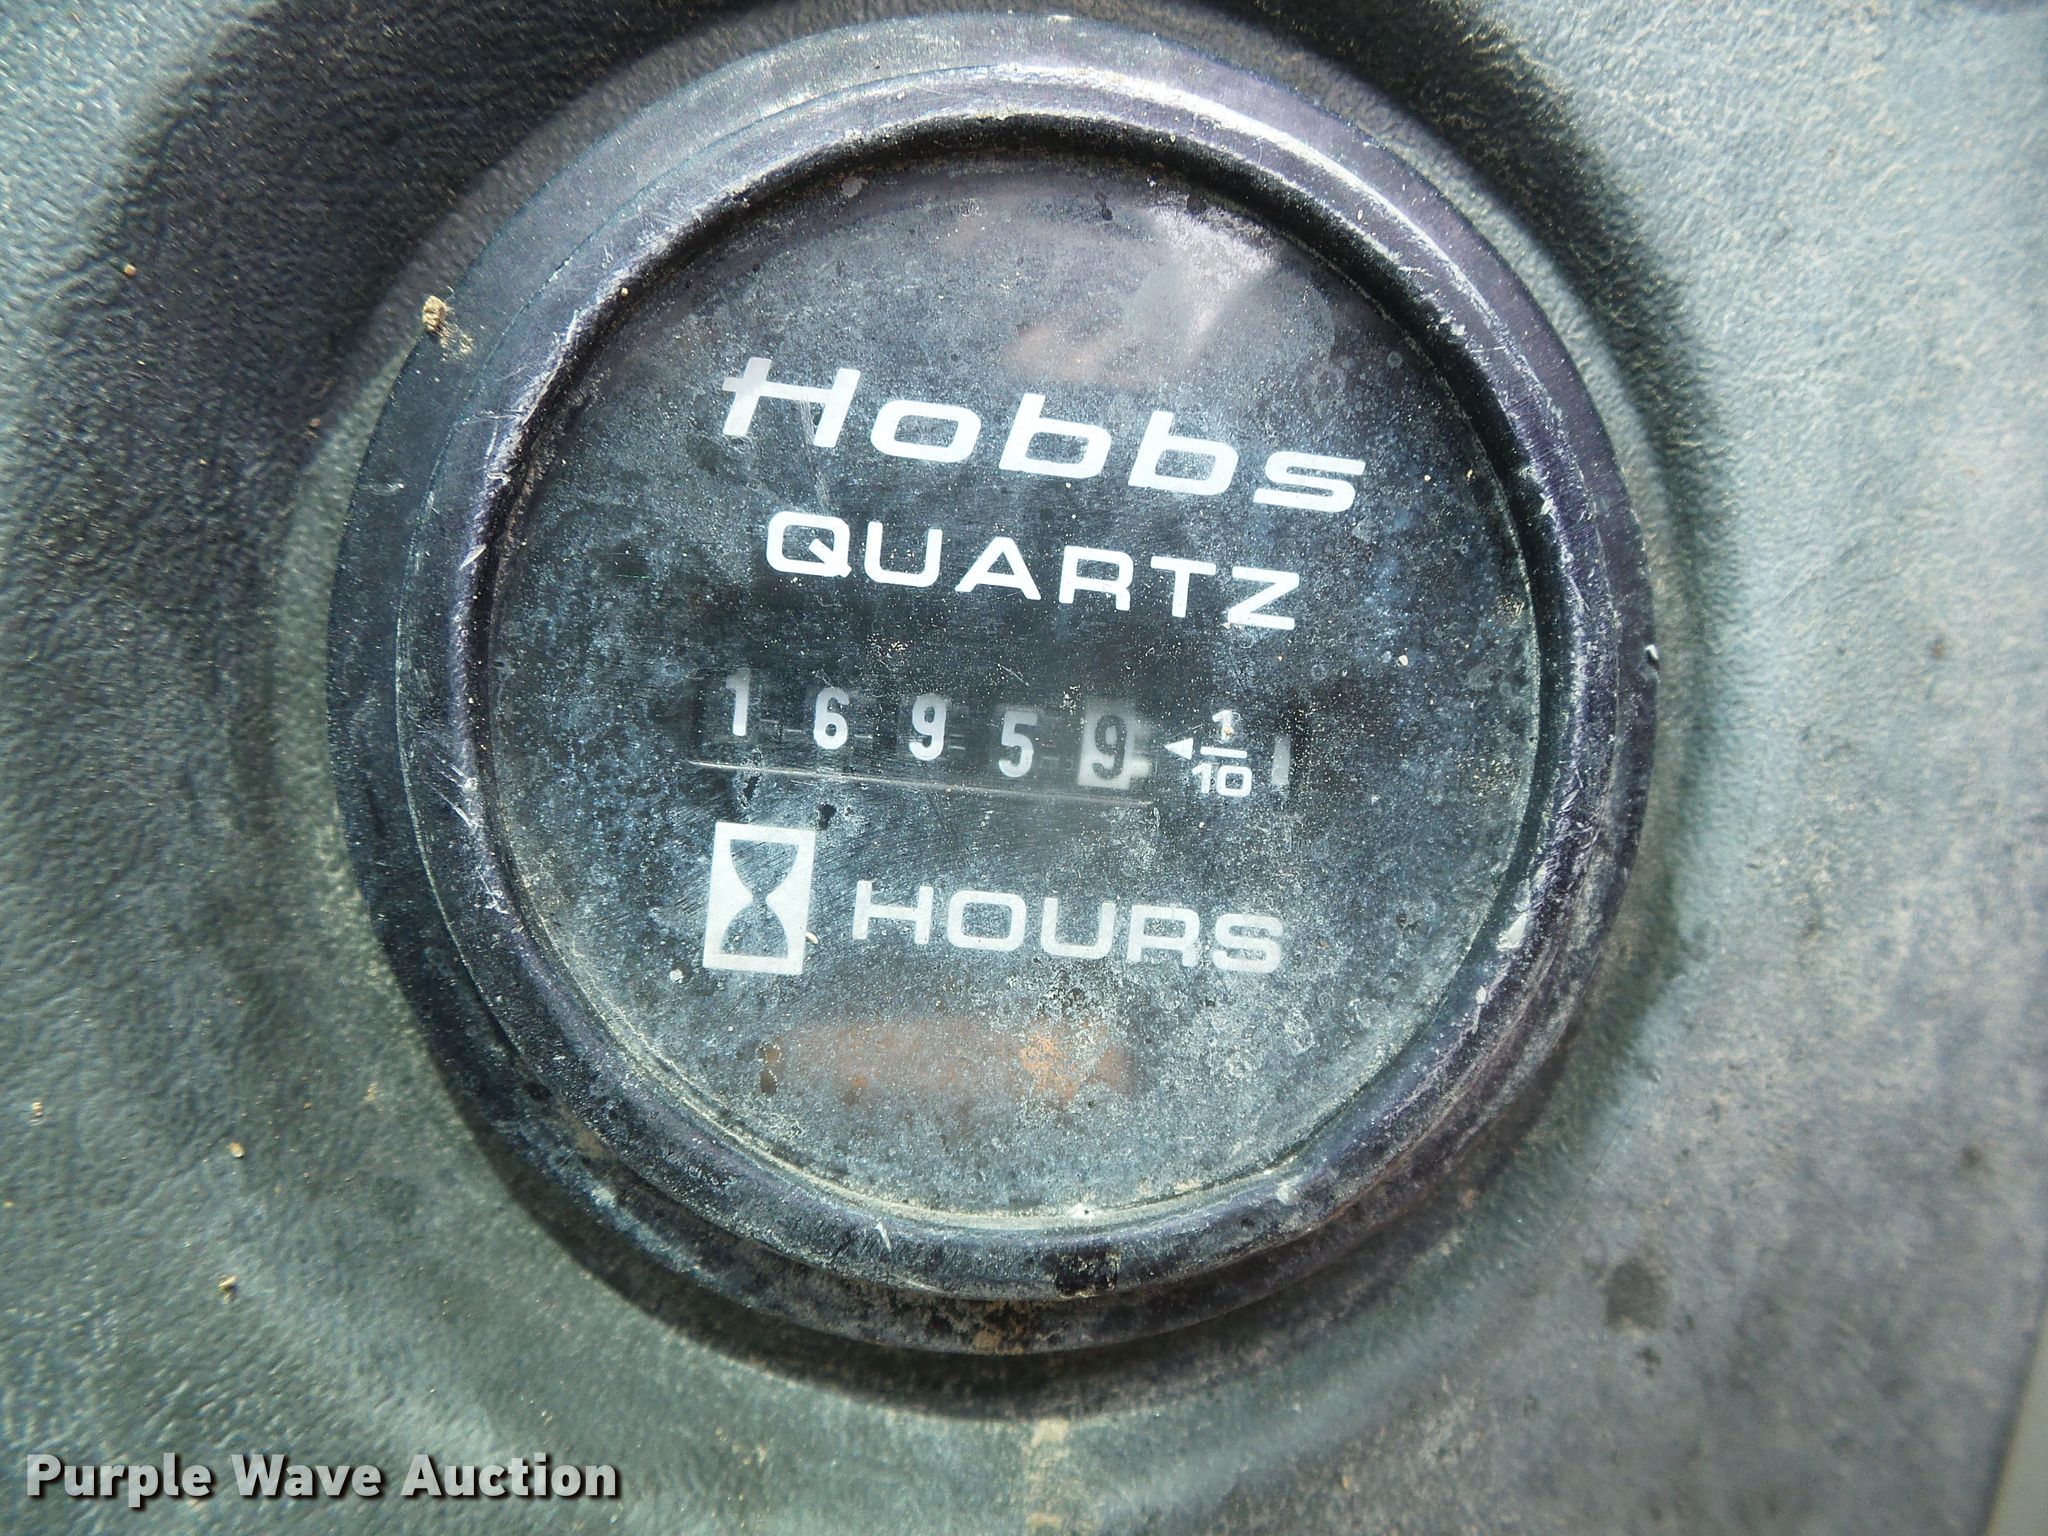 Hobbs
QUARTZ
16959 ◄ 1/10
HOURS
Purple Wave Auction